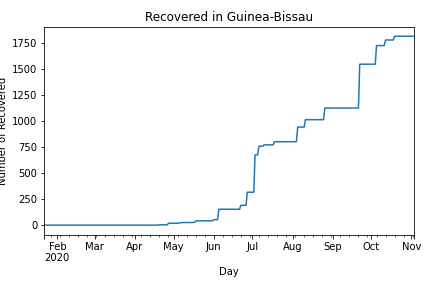 Recovered in Guinea-Bissau
Number of Recovered
1750
1500
1250
1000
750
500
250
0
Feb Mar Apr May Jun Jul Aug Sep Oct Nov
2020
Day